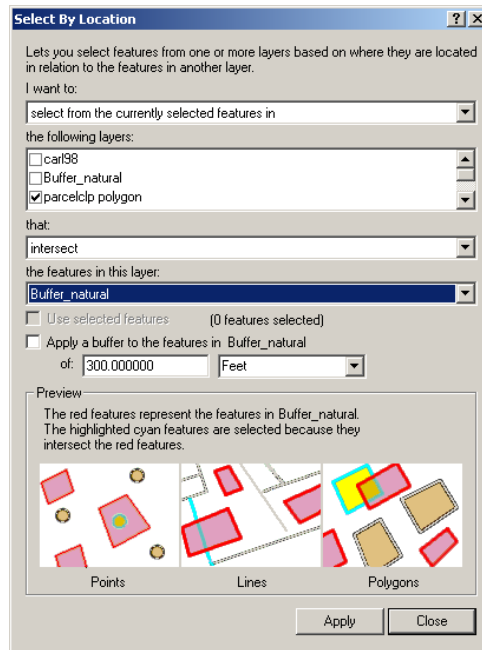 Select By Location
Lets you select features from one or more layers based on where they are located
in relation to the features in another layer.
I want to:
select from the currently selected features in
the following layers:
carl98
Buffer_natural
parcelclp polygon
that:
intersect
the features in this layer:
Buffer_natural
Use selected features (0 features selected)
Apply a buffer to the features in Buffer_natural
of: 300.000000 Feet
Preview
The red features represent the features in Buffer_natural.
The highlighted cyan features are selected because they
intersect the red features.
Points Lines Polygons
Apply Close